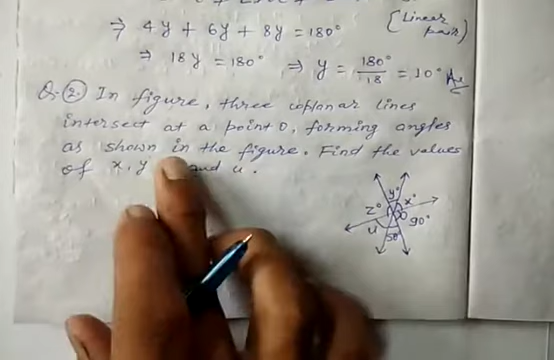 ⇒ 4y + 6y + 8y = 180° [Linear pair)
⇒ 18y = 180° ⇒ y = 180°/18 = 10° Ans
Q.② In figure, three coplanar lines
intersect at a point O, forming angles
as shown in the figure. Find the values
of x, y and u.
y°
x°
z°
90°
u
50